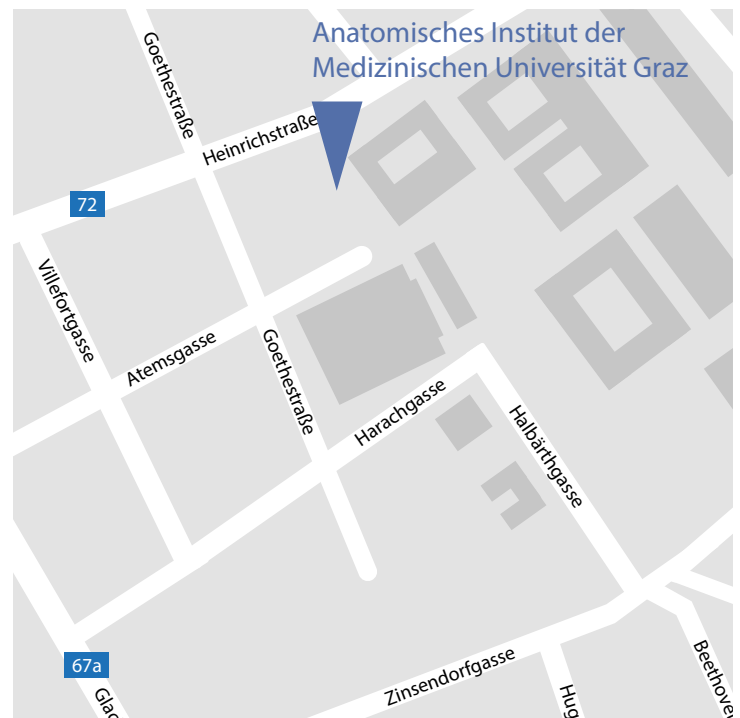 Anatomisches Institut der
Medizinischen Universität Graz
Goethestraße
Heinrichstraße
72
Villefortgasse
Atemsgasse
Goethestraße
Harachgasse
Halbärthgasse
67a
Zinsendorfgasse